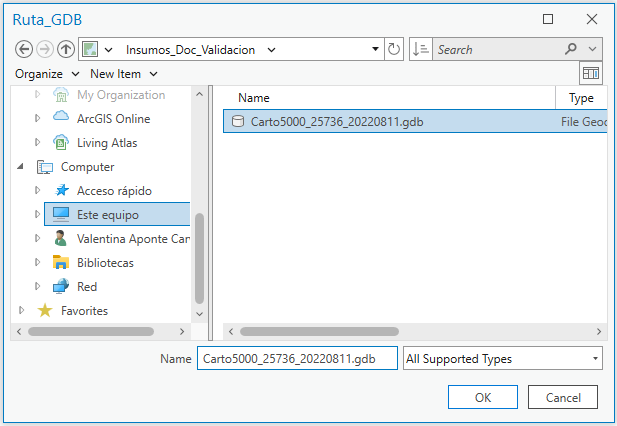 Ruta_GDB
Insumos_Doc_Validacion
Search
Organize New Item
My Organization
ArcGIS Online
Living Atlas
Computer
Acceso rápido
Este equipo
Valentina Aponte Car
Bibliotecas
Red
Favorites
Name Type
Carto5000_25736_20220811.gdb File Geod
Name Carto5000_25736_20220811.gdb All Supported Types
OK Cancel